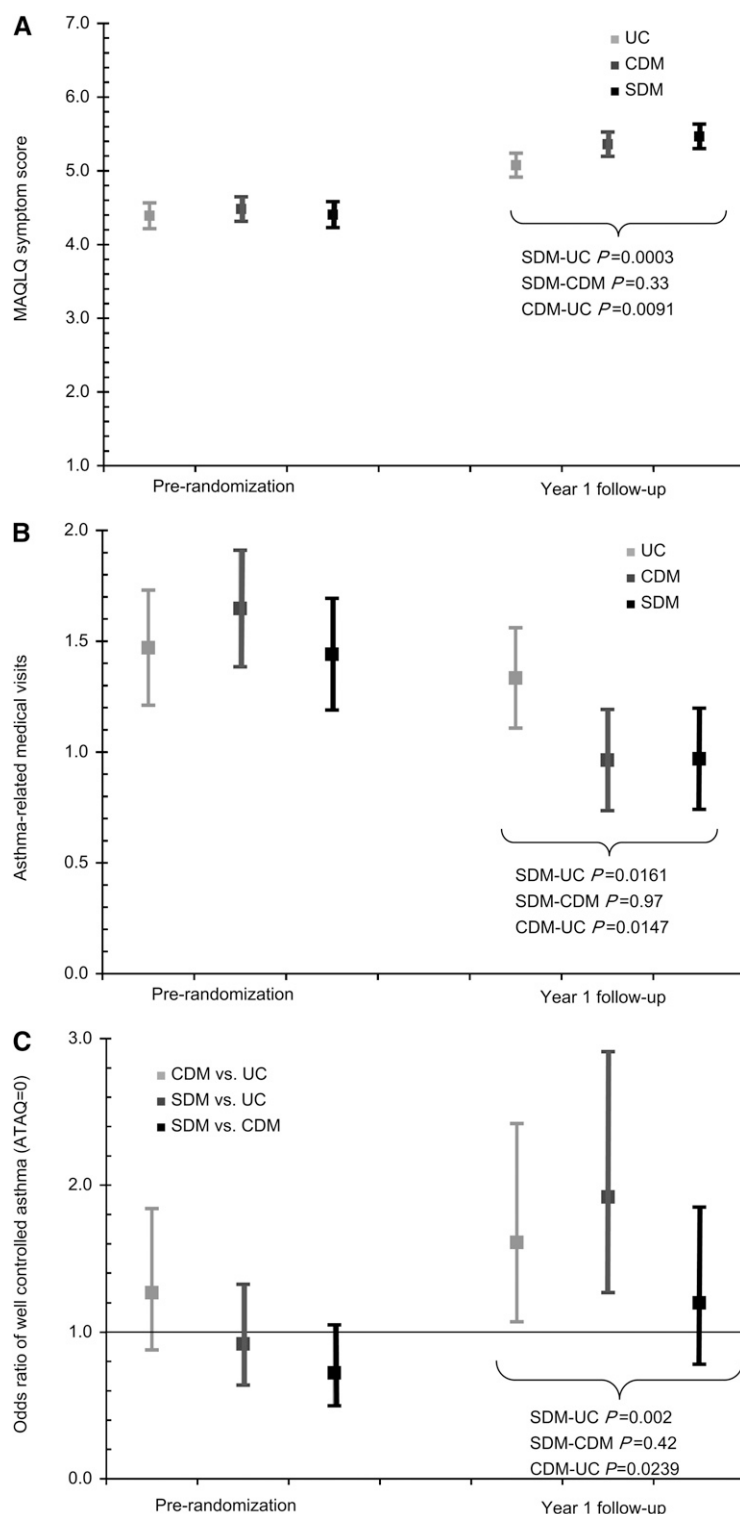 A
7.0
UC
CDM
6.0
SDM
5.0
4.0
SDM-UC P=0.0003
SDM-CDM P=0.33
3.0
CDM-UC P=0.0091
2.0
1.0
MAQLQ symptom score
Pre-randomization
Year 1 follow-up
B
2.0
UC
CDM
SDM
1.5
1.0
0.5
SDM-UC P=0.0161
SDM-CDM P=0.97
CDM-UC P=0.0147
0.0
Asthma-related medical visits
Pre-randomization
Year 1 follow-up
C
3.0
CDM vs. UC
SDM vs. UC
SDM vs. CDM
2.0
1.0
SDM-UC P=0.002
SDM-CDM P=0.42
CDM-UC P=0.0239
0.0
Odds ratio of well controlled asthma (ATAQ=0)
Pre-randomization
Year 1 follow-up